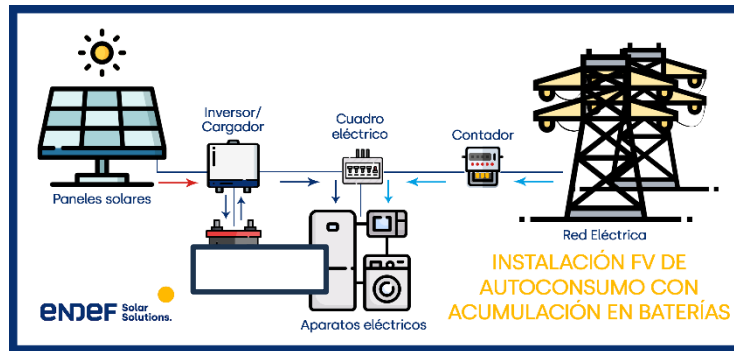 Inversor/
Cargador
Cuadro
eléctrico
Contador
Paneles solares
Red Eléctrica
Aparatos eléctricos
INSTALACIÓN FV DE
AUTOCONSUMO CON
ACUMULACIÓN EN BATERÍAS
ENDEF Solar
Solutions.